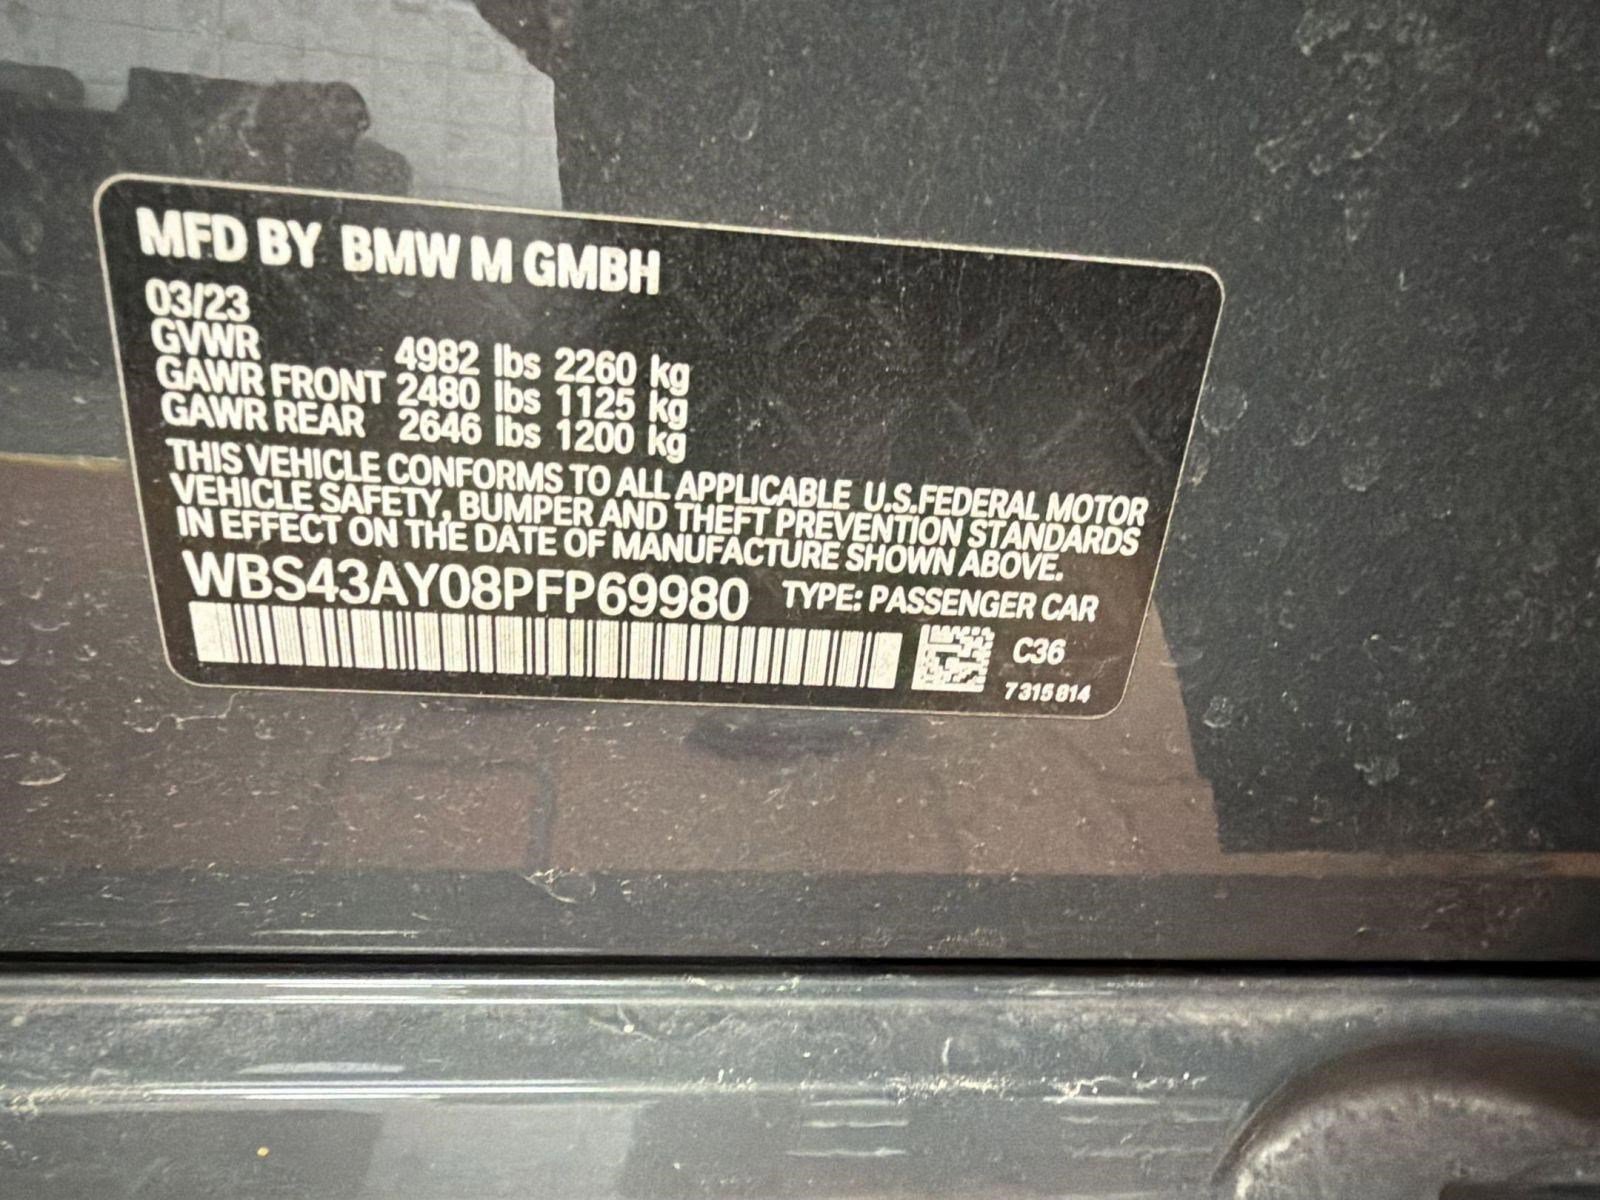 MFD BY BMW M GMBH
03/23
GVWR 4982 lbs 2260 kg
GAWR FRONT 2480 lbs 1125 kg
GAWR REAR 2646 lbs 1200 kg
THIS VEHICLE CONFORMS TO ALL APPLICABLE U.S.FEDERAL MOTOR
VEHICLE SAFETY, BUMPER AND THEFT PREVENTION STANDARDS
IN EFFECT ON THE DATE OF MANUFACTURE SHOWN ABOVE.
WBS43AY08PFP69980 TYPE: PASSENGER CAR
C36
7315814